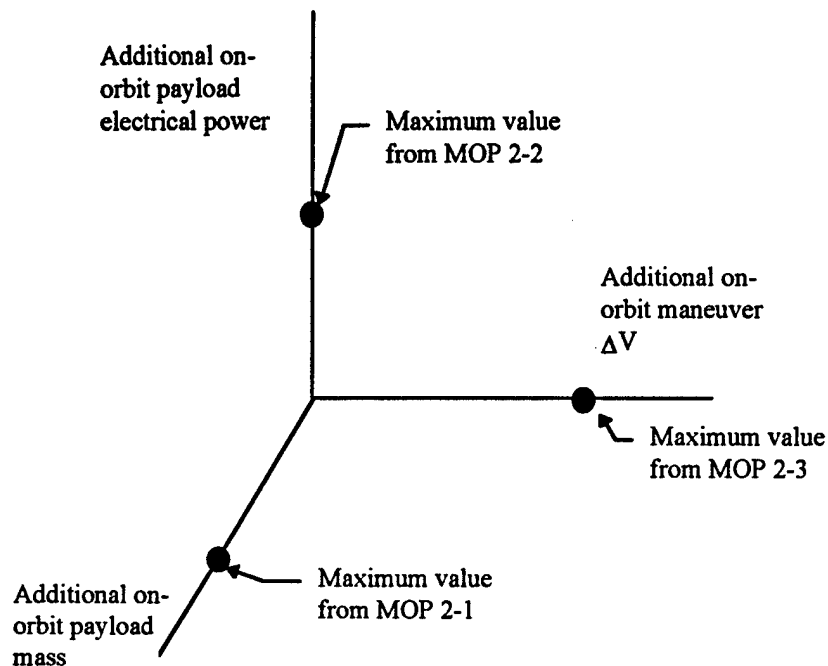 Additional on-
orbit payload
electrical power
Maximum value
from MOP 2-2
Additional on-
orbit maneuver
ΔV
Maximum value
from MOP 2-3
Maximum value
from MOP 2-1
Additional on-
orbit payload
mass